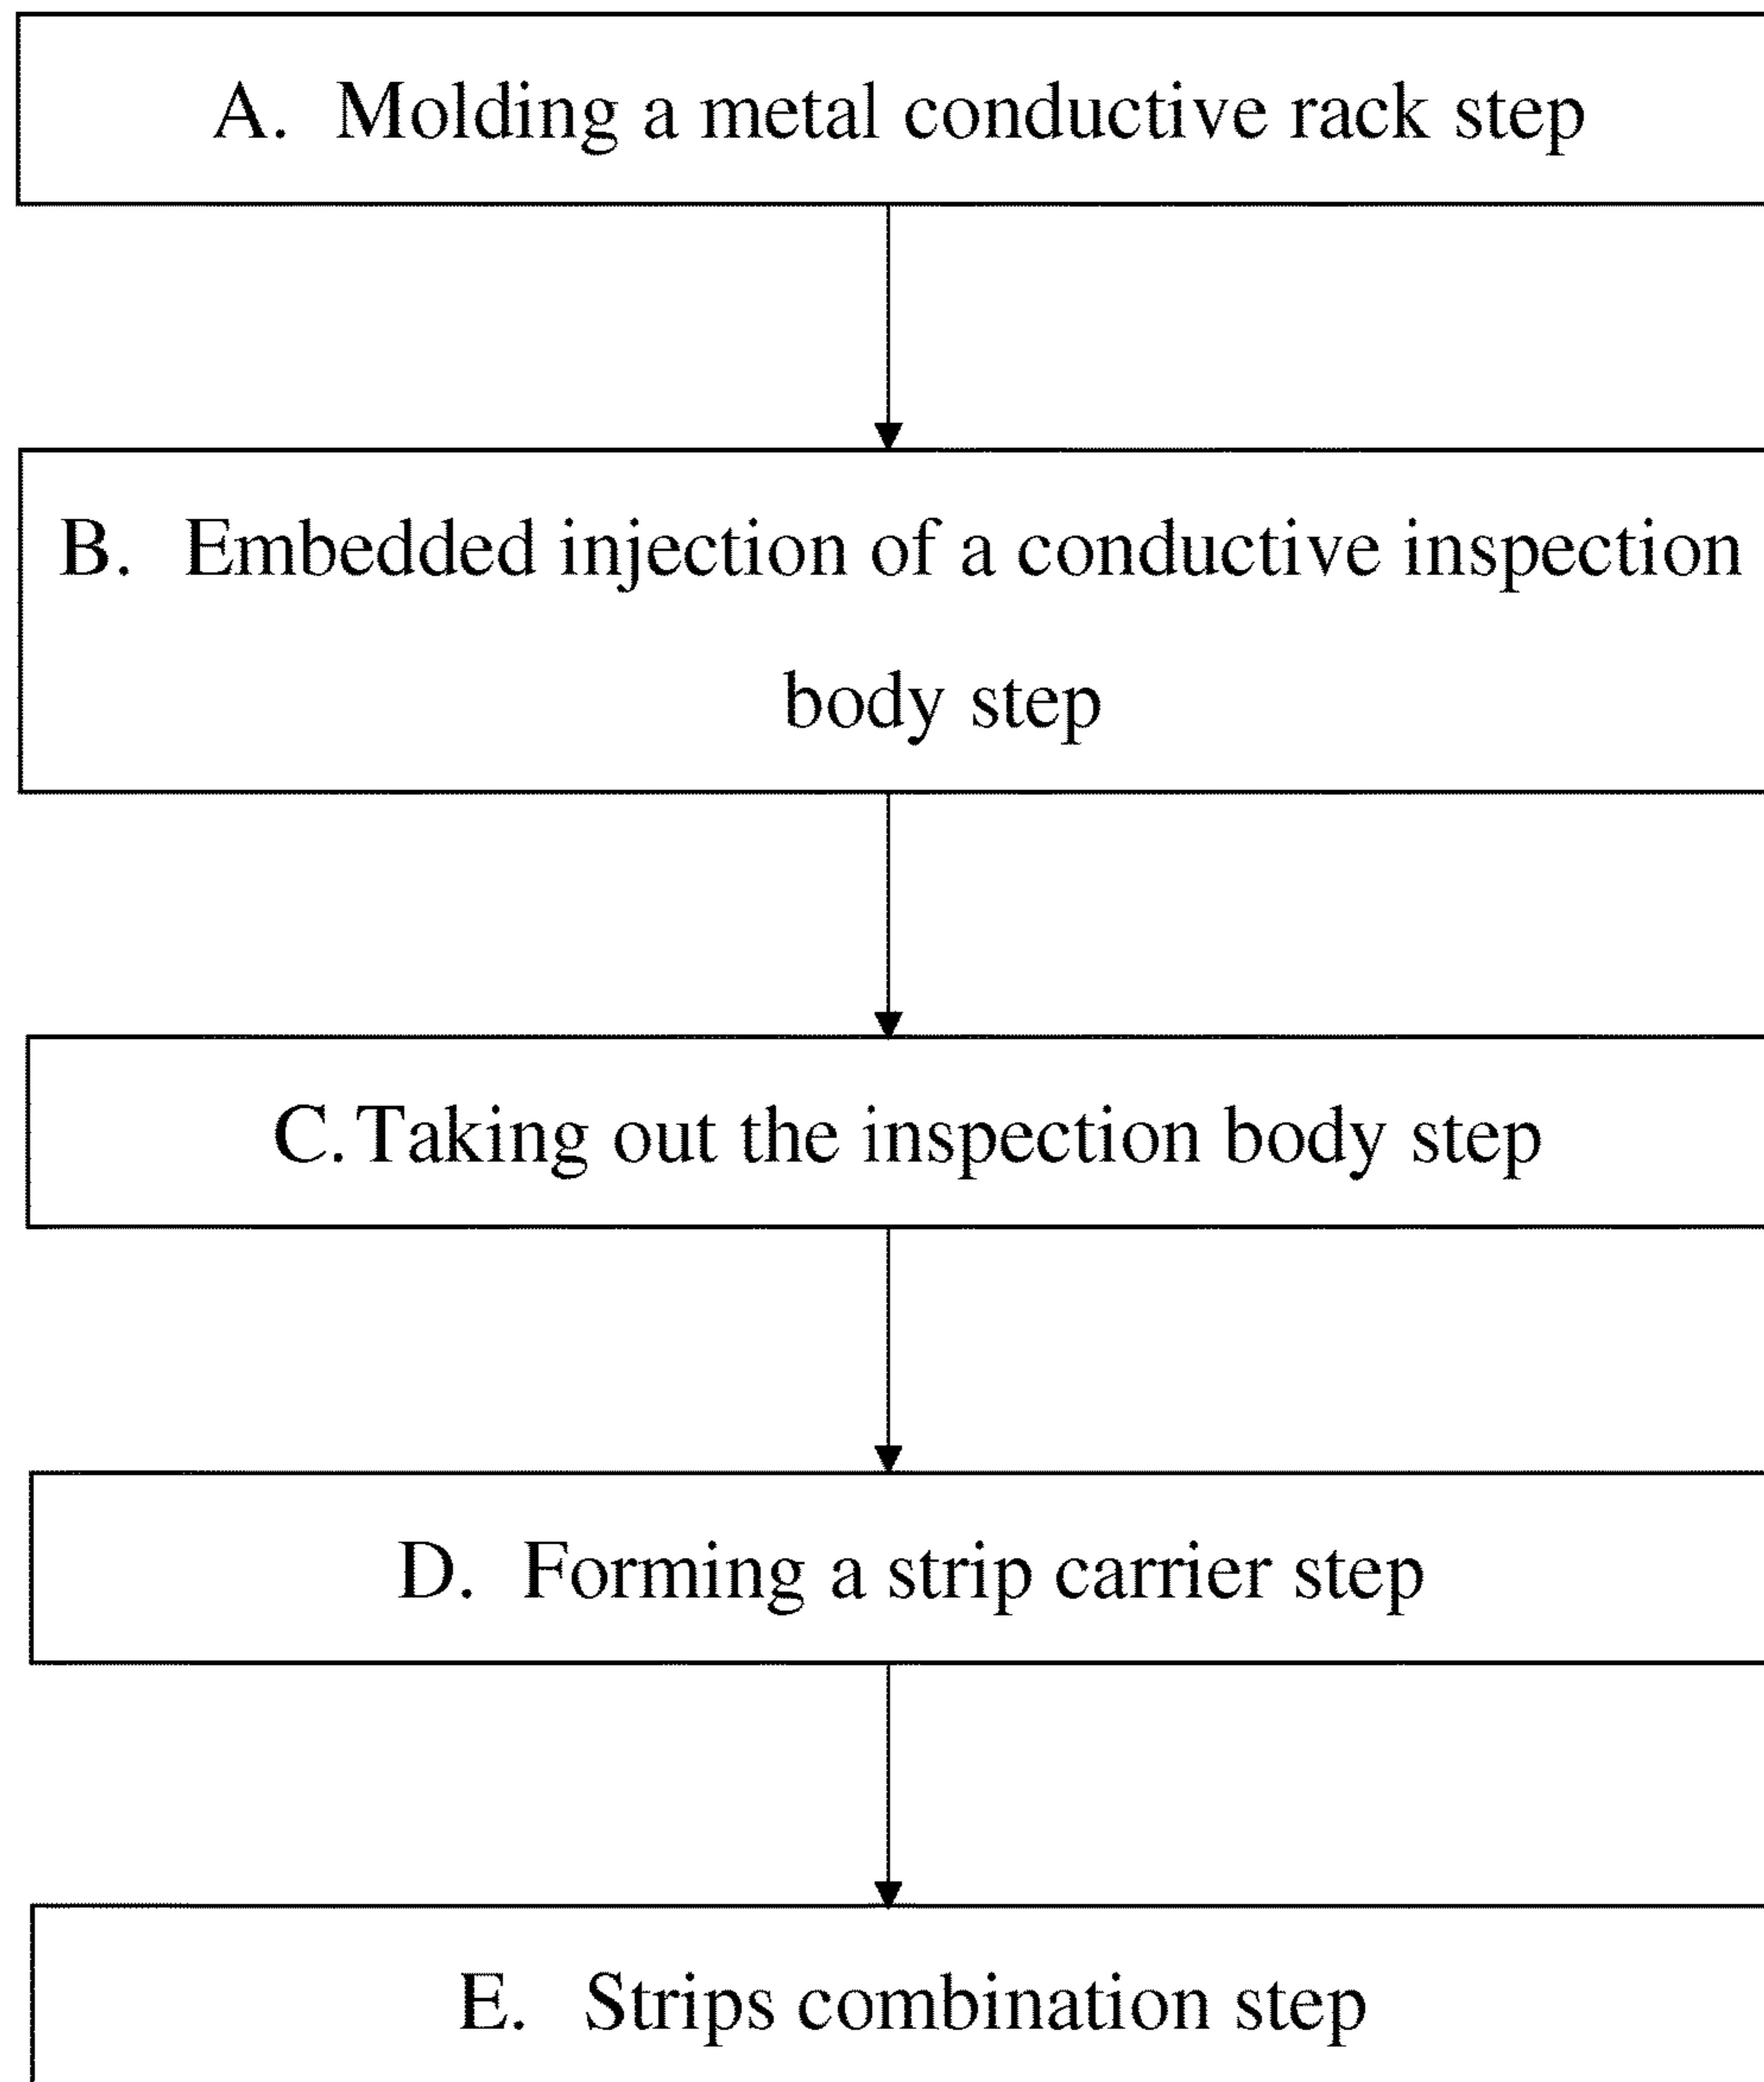 A. Molding a metal conductive rack step
B. Embedded injection of a conductive inspection
body step
C. Taking out the inspection body step
D. Forming a strip carrier step
E. Strips combination step